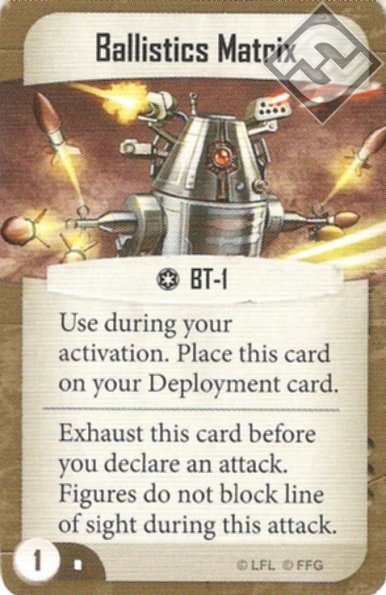 Ballistics Matrix
BT-1
Use during your
activation. Place this card
on your Deployment card.
Exhaust this card before
you declare an attack.
Figures do not block line
of sight during this attack.
1
© LFL © FFG